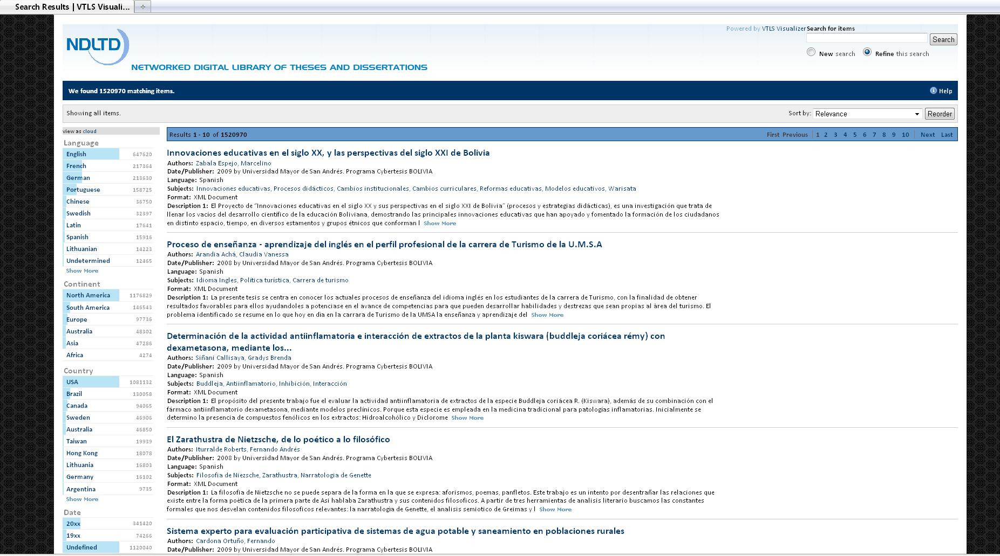 Search Results | VTLS Visuali...
NDLTD
NETWORKED DIGITAL LIBRARY OF THESES AND DISSERTATIONS
Powered by VTLS Visualizer
Search for items
Search
New search Refine this search
We found 1520970 matching items.
Help
Showing all items.
Sort by: Relevance Reorder
view as cloud
Language
English 647620
French 217364
German 213630
Portuguese 158725
Chinese 36750
Swedish 32397
Latin 17641
Spanish 15916
Lithuanian 14223
Undetermined 12465
Show More
Continent
North America 1176829
South America 146543
Europe 97736
Australia 48302
Asia 47286
Africa 4274
Country
USA 1081132
Brazil 130058
Canada 94065
Sweden 46906
Australia 46850
Taiwan 19939
Hong Kong 18078
Lithuania 16803
Germany 16102
Argentina 9735
Show More
Date
20xx 341420
19xx 74266
Undefined 1120040
Results 1 - 10 of 1520970
First Previous | 1 2 3 4 5 6 7 8 9 10 | Next Last
Innovaciones educativas en el siglo XX, y las perspectivas del siglo XXI de Bolivia
Authors: Zabala Espejo, Marcelino
Date/Publisher: 2009 by Universidad Mayor de San Andrés. Programa Cybertesis BOLIVIA
Language: Spanish
Subjects: Innovaciones educativas, Procesos didácticos, Cambios institucionales, Cambios curriculares, Reformas educativas, Modelos educativos, Warisata
Format: XML Document
Description 1: El Proyecto de “Innovaciones educativas en el siglo XX y sus perspectivas en el siglo XXI de Bolivia” (procesos y estrategias didácticas), es una investigación que trata de
llenar los vacíos del desarrollo científico de la educación Boliviana, demostrando las principales innovaciones educativas que han apoyado y fomentado la formación de los ciudadanos
en distinto espacio, tiempo, en diversos estamentos y grupos étnicos que conforman l Show More
Proceso de enseñanza - aprendizaje del inglés en el perfil profesional de la carrera de Turismo de la U.M.S.A
Authors: Arandia Achá, Claudia Vanessa
Date/Publisher: 2008 by Universidad Mayor de San Andrés. Programa Cybertesis BOLIVIA
Language: Spanish
Subjects: Idioma Ingles, Política turística, Carrera de turismo
Format: XML Document
Description 1: La presente tesis se centra en conocer los actuales procesos de enseñanza del idioma inglés en los estudiantes de la carrera de Turismo, con la finalidad de obtener
resultados favorables para ellos ayudandoles a potenciase en el avance de competencias para que pueden desarrollar habilidades y destrezas que sean propias al àrea del turismo. El
problema identificado se resume en lo que hoy en dìa en la carrara de Turismo de la UMSA la enseñanza y aprendizaje del Show More
Determinación de la actividad antiinflamatoria e interacción de extractos de la planta kiswara (buddleja coriácea rémy) con
dexametasona, mediante los...
Authors: Siñani Callisaya, Gradys Brenda
Date/Publisher: 2009 by Universidad Mayor de San Andrés. Programa Cybertesis BOLIVIA
Language: Spanish
Subjects: Buddleja, Antiinflamatorio, Inhibición, Interacción
Format: XML Document
Description 1: El propósito del presente trabajo fue el evaluar la actividad antiinflamatoria de extractos de la especie Buddleja coriácea R. (Kiswara), además de su combinación con el
fármaco antiinflamatorio dexametasona, mediante modelos preclínicos. Porque esta especie es empleada en la medicina tradicional para patologías inflamatorias. Inicialmente se
determino la presencia de compuestos fenólicos en los extractos: Hidroalcohólico y Diclorome Show More
El Zarathustra de Nietzsche, de lo poético a lo filosófico
Authors: Iturralde Roberts, Fernando Andrés
Date/Publisher: 2008 by Universidad Mayor de San Andrés. Programa Cybertesis BOLIVIA
Language: Spanish
Subjects: Filosofia de Niezsche, Zarathustra, Narratologia de Genette
Format: XML Document
Description 1: La filosofia de Nietzsche no se puede separa de la forma en la que se expresa: aforismos, poemas, panfletos. Este trabajo es un intento por desentrañar las relaciones que
existe entre la forma poètica de la primera parte de Asi hablaba Zarathustra y sus contenidos filosoficos. A partir de tres herramientas de analisis literario buscamos las constantes
formales que nos desvelan contenidos filosoficos relevantes: la narratologìa de Genette, el analisis semiotico de Greimas y l Show More
Sistema experto para evaluación participativa de sistemas de agua potable y saneamiento en poblaciones rurales
Authors: Cardona Ortuño, Fernando
Date/Publisher: 2009 by Universidad Mayor de San Andrés. Programa Cybertesis BOLIVIA